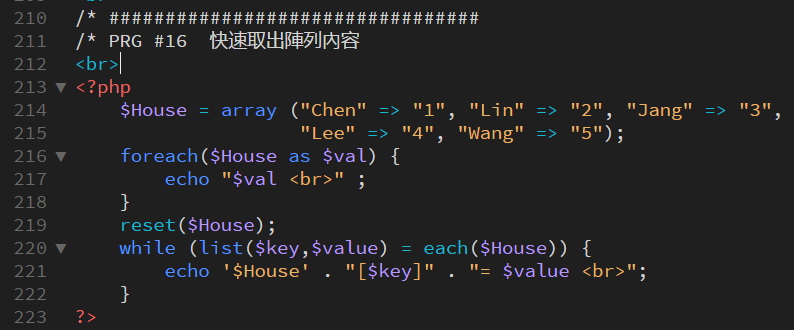 210 /* #################################
211 /* PRG #16  快速取出陣列內容
212 <br>
213 ▼ <?php
214     $House = array ("Chen" => "1", "Lin" => "2", "Jang" => "3",
215                     "Lee" => "4", "Wang" => "5");
216 ▼     foreach($House as $val) {
217         echo "$val <br>" ;
218     }
219     reset($House);
220 ▼     while (list($key,$value) = each($House)) {
221         echo '$House' . "[$key]" . "= $value <br>";
222     }
223 ?>